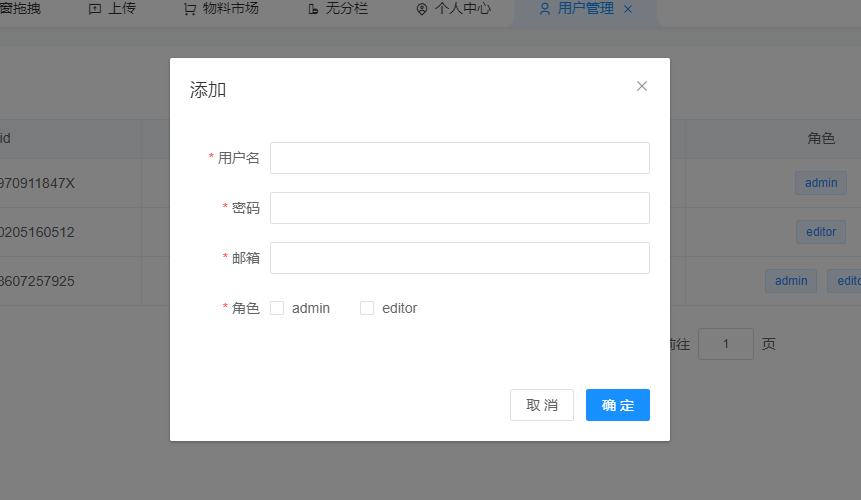 窗拖拽 上传 物料市场 无分栏 个人中心 用户管理
添加
id 角色
* 用户名
970911847X admin
* 密码
0205160512 editor
* 邮箱
3607257925 admin
* 角色 admin editor
前往 1 页
取消 确定